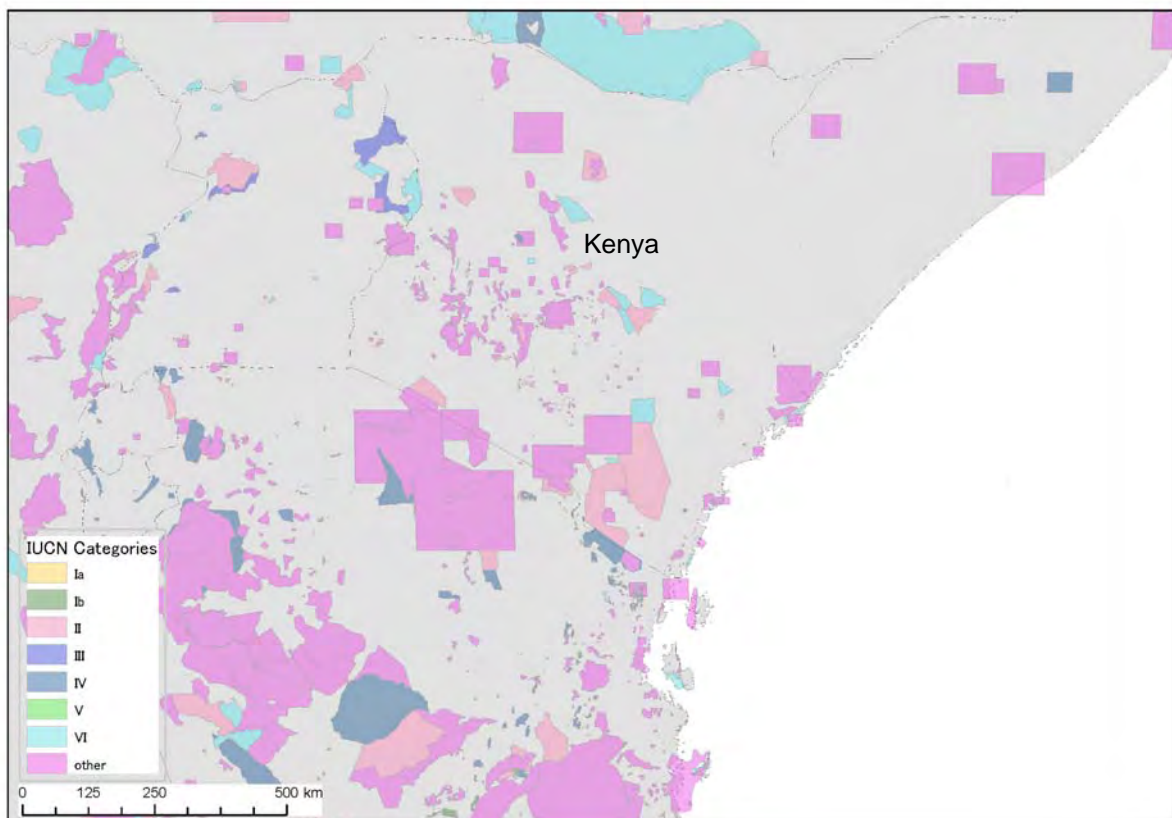 Kenya
IUCN Categories
Ia
Ib
II
III
IV
V
VI
other
0 125 250 500 km